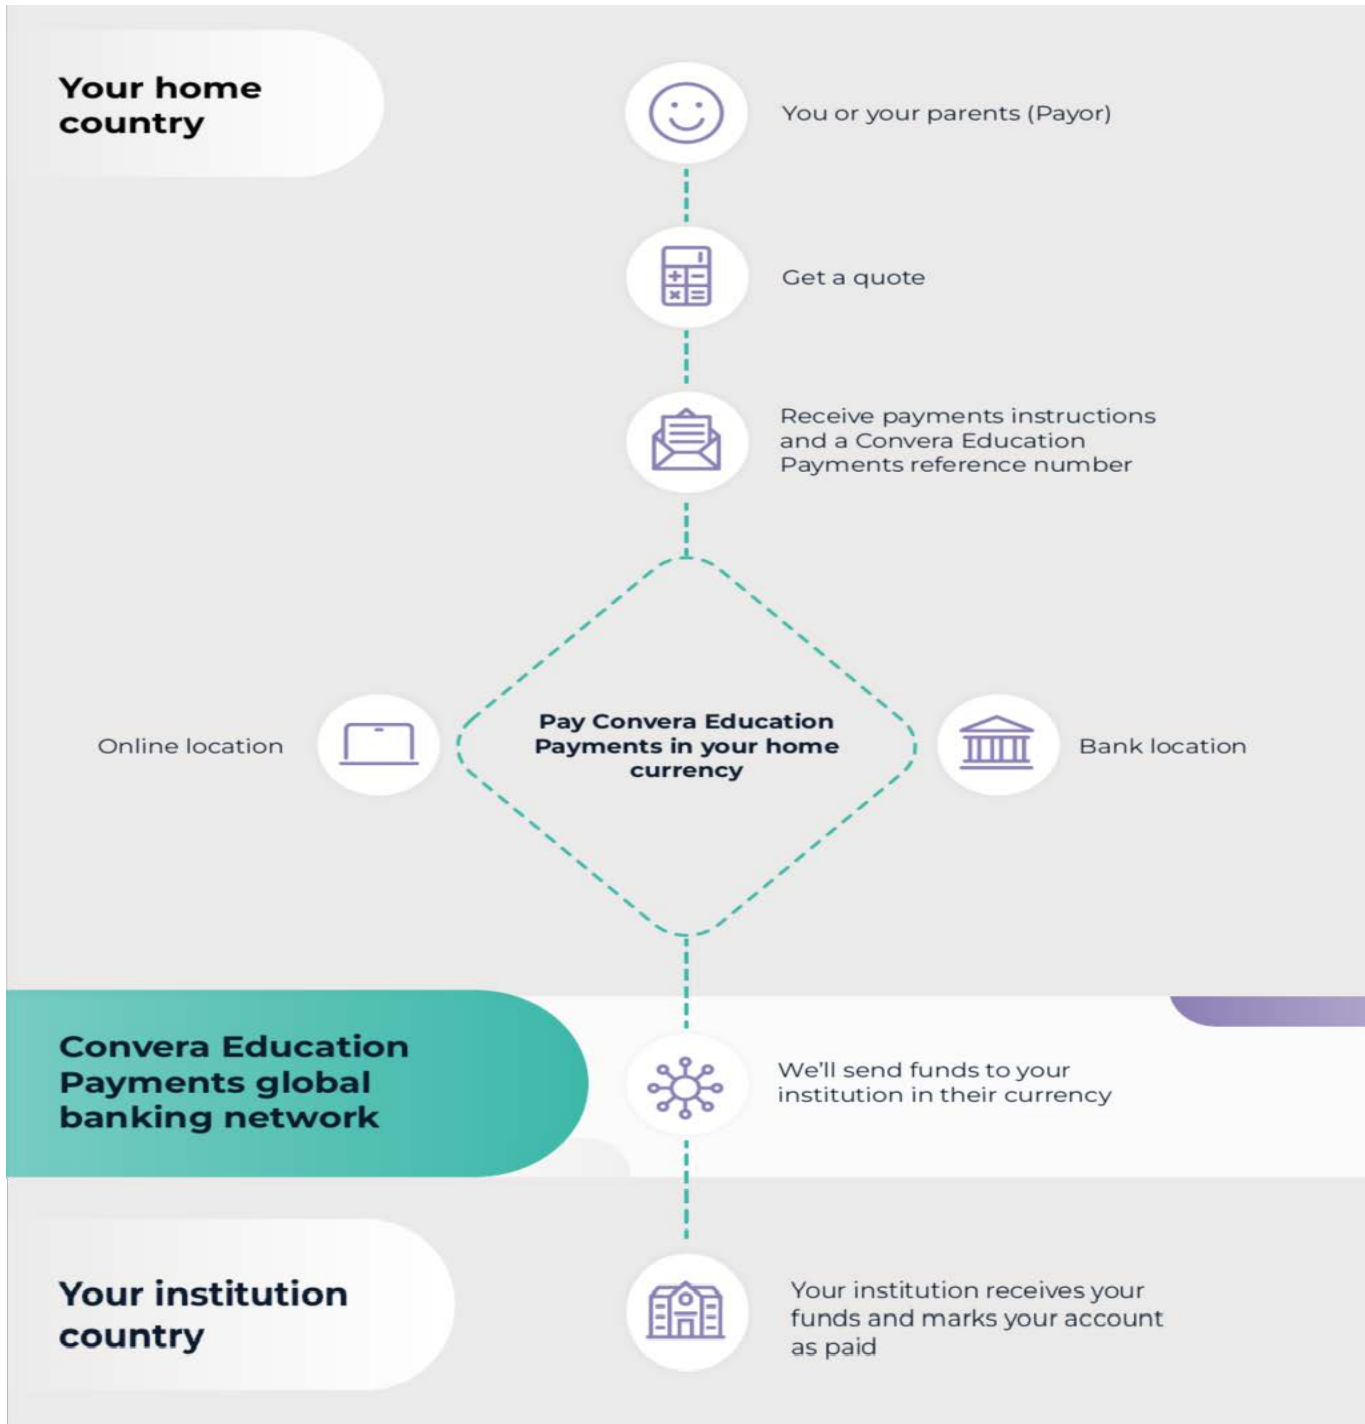 Your home
country
You or your parents (Payor)
Get a quote
Receive payments instructions
and a Convera Education
Payments reference number
Online location
Pay Convera Education
Payments in your home
currency
Bank location
Convera Education
Payments global
banking network
We'll send funds to your
institution in their currency
Your institution
country
Your institution receives your
funds and marks your account
as paid